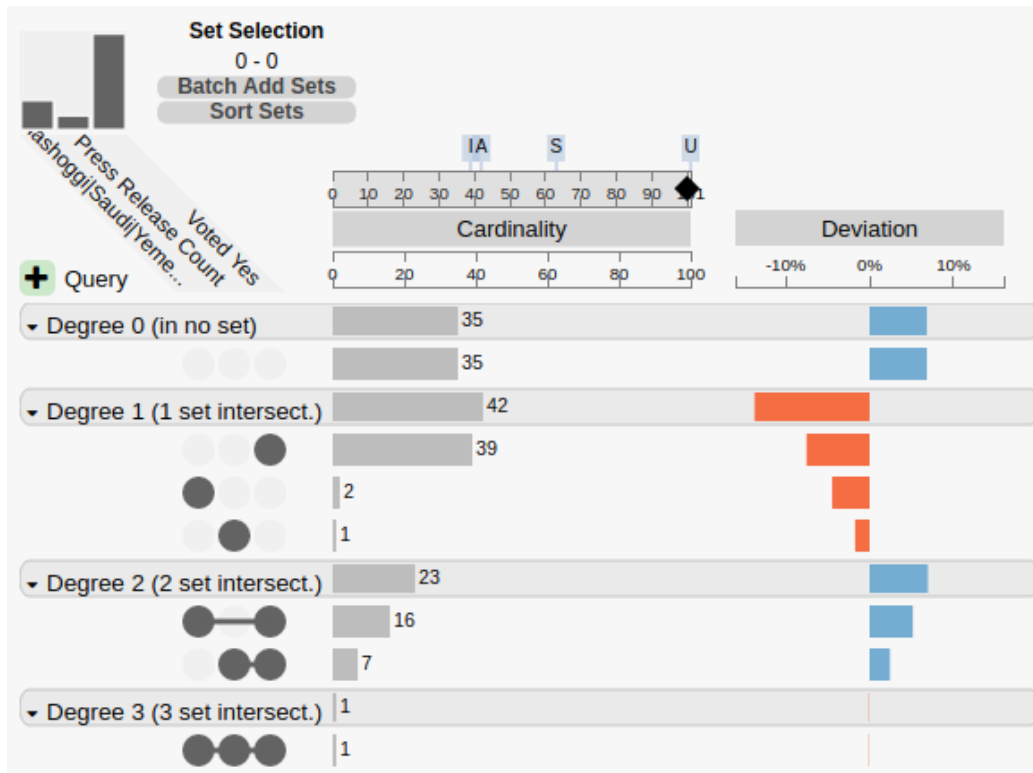 Set Selection
0 - 0
Batch Add Sets
Sort Sets
ashoggi|Saudi|Yeme...
Press Release Count
Voted Yes
I A S U
0 10 20 30 40 50 60 70 80 90
Cardinality Deviation
0 20 40 60 80 100 -10% 0% 10%
Query
Degree 0 (in no set) 35
35
Degree 1 (1 set intersect.) 42
39
2
1
Degree 2 (2 set intersect.) 23
16
7
Degree 3 (3 set intersect.) 1
1